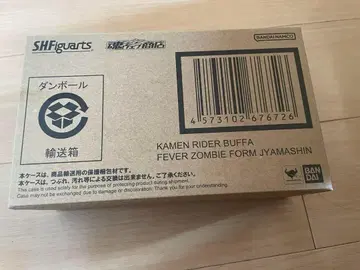 S.H.Figuarts
魂ウェブ商店
BANDAI NAMCO
ダンボール
輸送箱
4 573102 676726
KAMEN RIDER BUFFA
FEVER ZOMBIE FORM JYAMASHIN
本ケースは、商品輸送用の保護梱包材です。
本ケースは、つぶれ、汚れ等による交換は出来ません。ご了承ください。
This case is used solely for the purpose of protecting product during shipment.
Case may not be exchanged due to damage or discoloration. Thank you for your understanding.
BAN
DAI